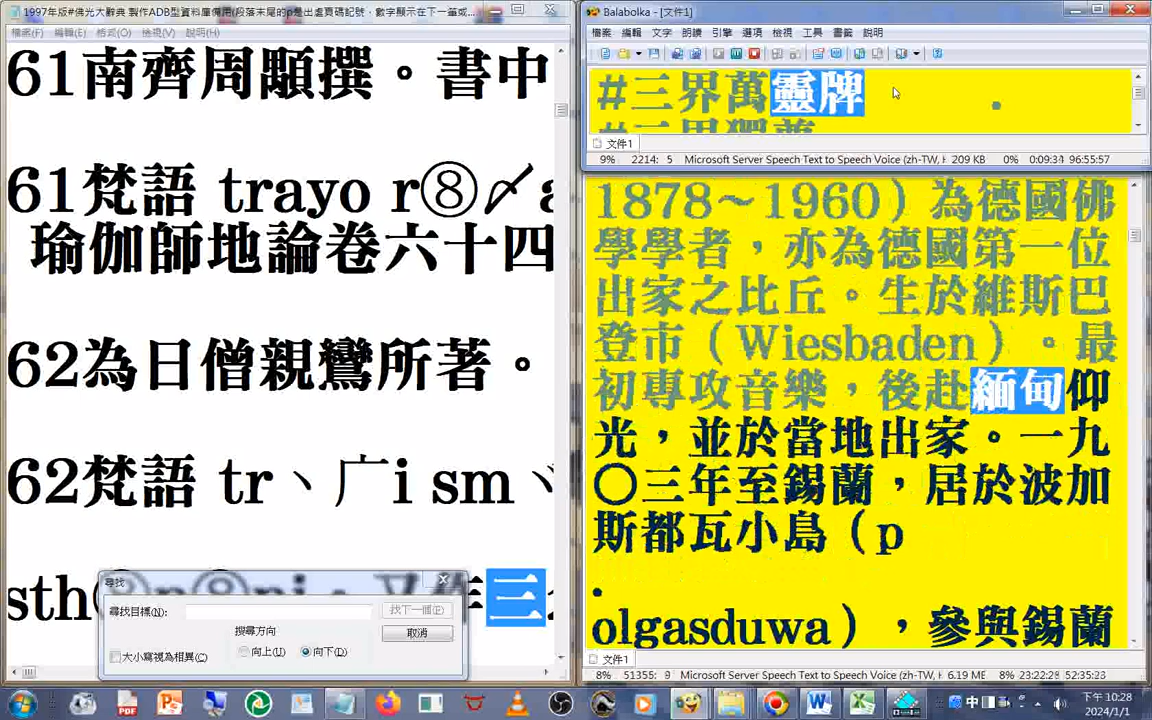 1997年版#佛光大辭典 製作ADB型資料庫備用(段落末尾的p是出處頁碼記號，數字顯示在下一筆或...
檔案(F) 編輯(E) 格式(O) 檢視(V) 說明(H)
61南齊周顒撰。書中
61梵語 trayo r⑧〆a
瑜伽師地論卷六十四
62為日僧親鸞所著。
62梵語 tr丶广i smヾ
尋找
尋找目標(N):
找下一個(F)
搜尋方向
取消
大小寫視為相異(C)
向上(U)
向下(D)
Balabolka - [文件1]
檔案 編輯 文字 朗讀 引擎 選項 檢視 工具 書籤 說明
#三界萬靈牌
文件1
9% 2214: 5 Microsoft Server Speech Text to Speech Voice (zh-TW, H 209 KB 0% 0:09:34 96:55:57
1878～1960）為德國佛
學學者，亦為德國第一位
出家之比丘。生於維斯巴
登市（Wiesbaden）。最
初專攻音樂，後赴緬甸仰
光，並於當地出家。一九
〇三年至錫蘭，居於波加
斯都瓦小島（p
.
olgasduwa），參與錫蘭
文件1
8% 51355: 9 Microsoft Server Speech Text to Speech Voice (zh-TW, H 6.19 MB 8% 23:22:28 52:35:23
下午 10:28
2024/1/1